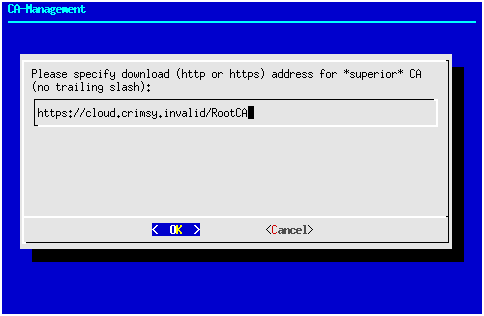 CA-Management
Please specify download (http or https) address for *superior* CA
(no trailing slash):
https://cloud.crimsy.invalid/RootCA
< OK >
<Cancel>